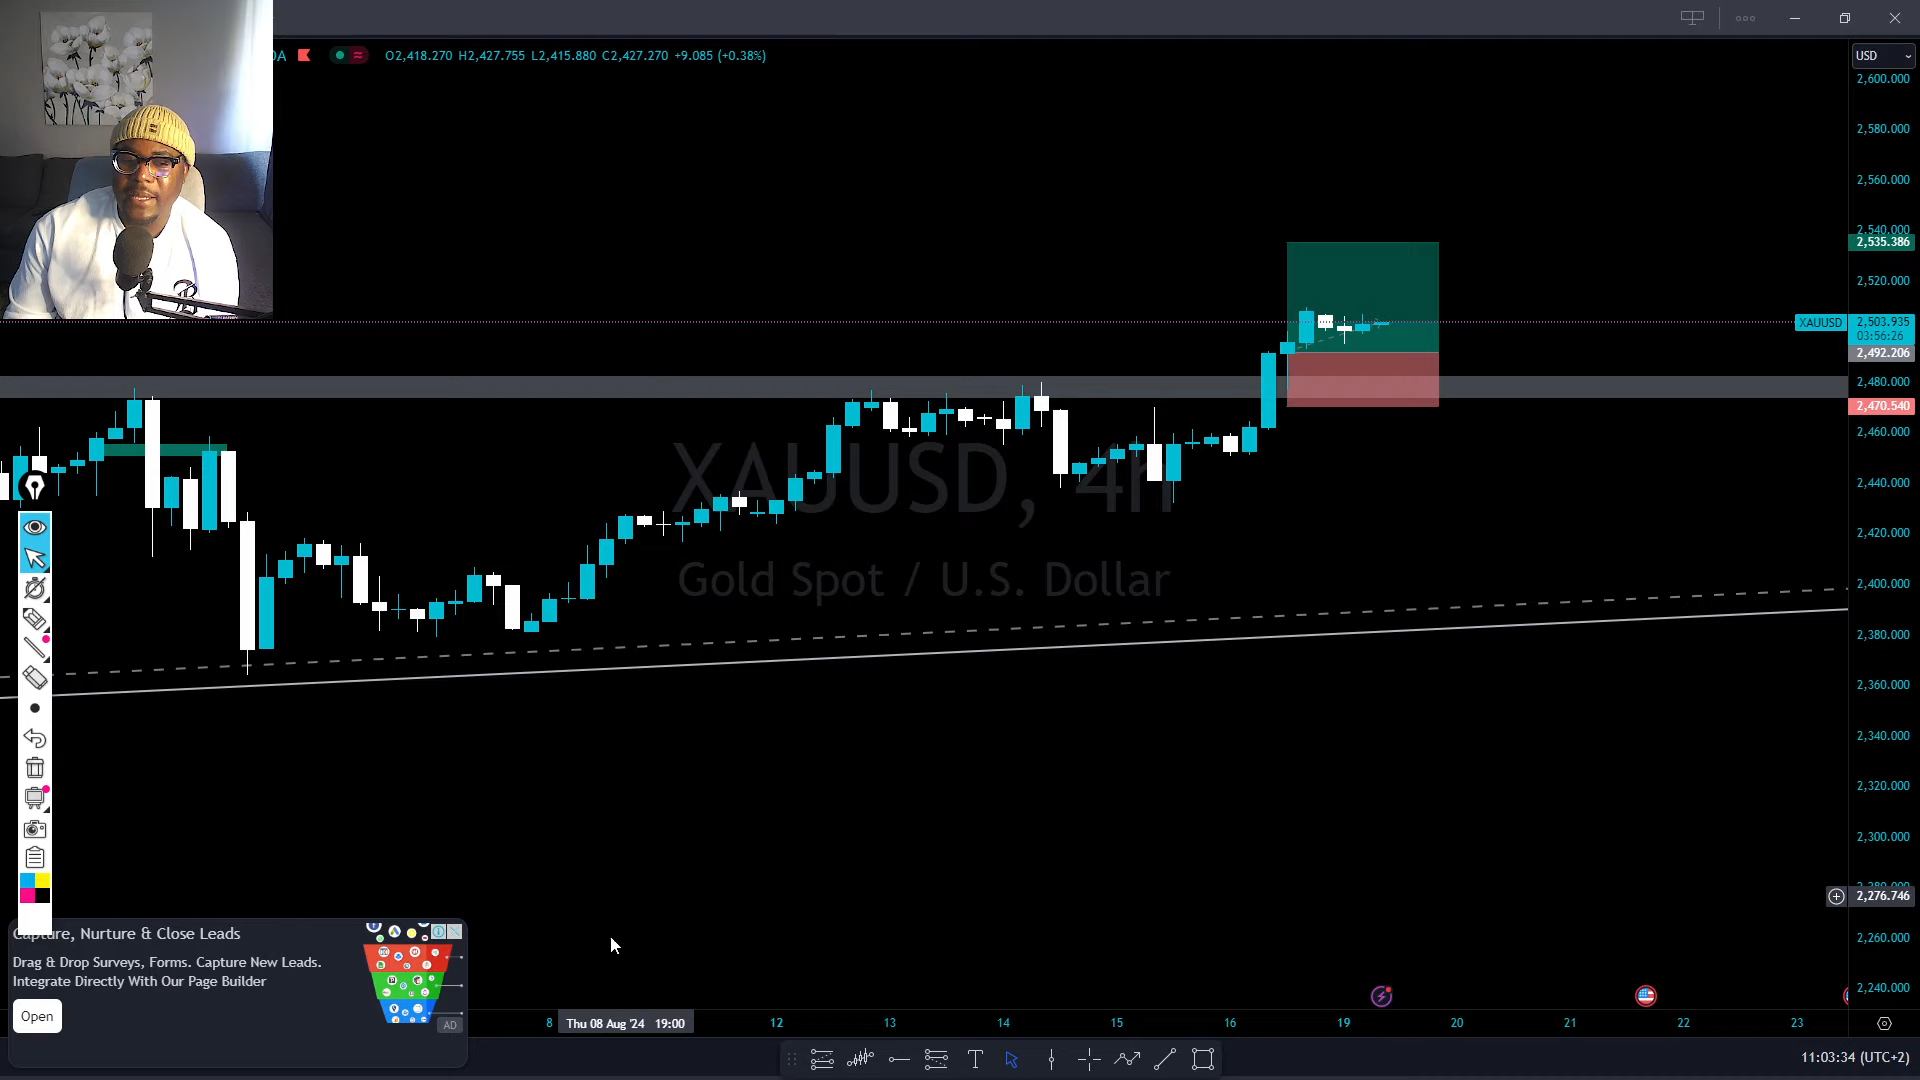 OA O2,418.270 H2,427.755 L2,415.880 C2,427.270 +9.085 (+0.38%)
USD
2,600.000
2,580.000
2,560.000
2,540.000
2,535.386
2,520.000
XAUUSD 2,503.935
03:56:26
2,492.206
2,480.000
2,470.540
2,460.000
2,440.000
2,420.000
2,400.000
2,380.000
2,360.000
2,340.000
2,320.000
2,300.000
2,280.000
2,276.746
2,260.000
2,240.000
XAUUSD, 4h
Gold Spot / U.S. Dollar
Capture, Nurture & Close Leads
Drag & Drop Surveys, Forms. Capture New Leads.
Integrate Directly With Our Page Builder
Open
AD
8 Thu 08 Aug '24 19:00 12 13 14 15 16 19 20 21 22 23
11:03:34 (UTC+2)